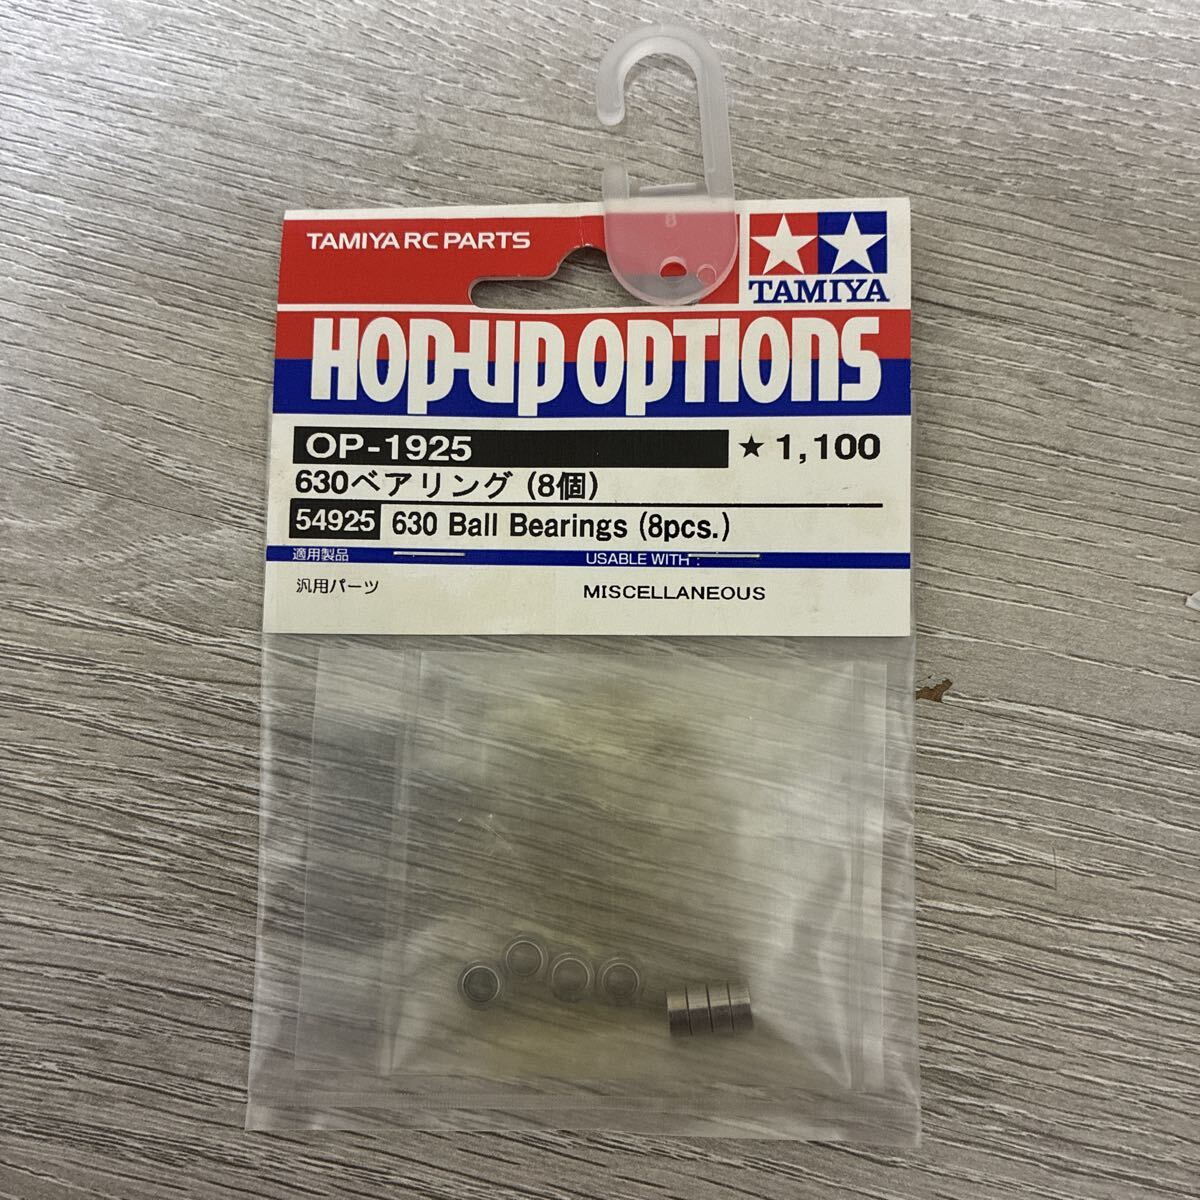 TAMIYA RC PARTS
TAMIYA
HOP-UP OPTIONS
OP-1925 ★ 1,100
630ベアリング (8個)
54925 630 Ball Bearings (8pcs.)
適用製品 USABLE WITH :
汎用パーツ MISCELLANEOUS